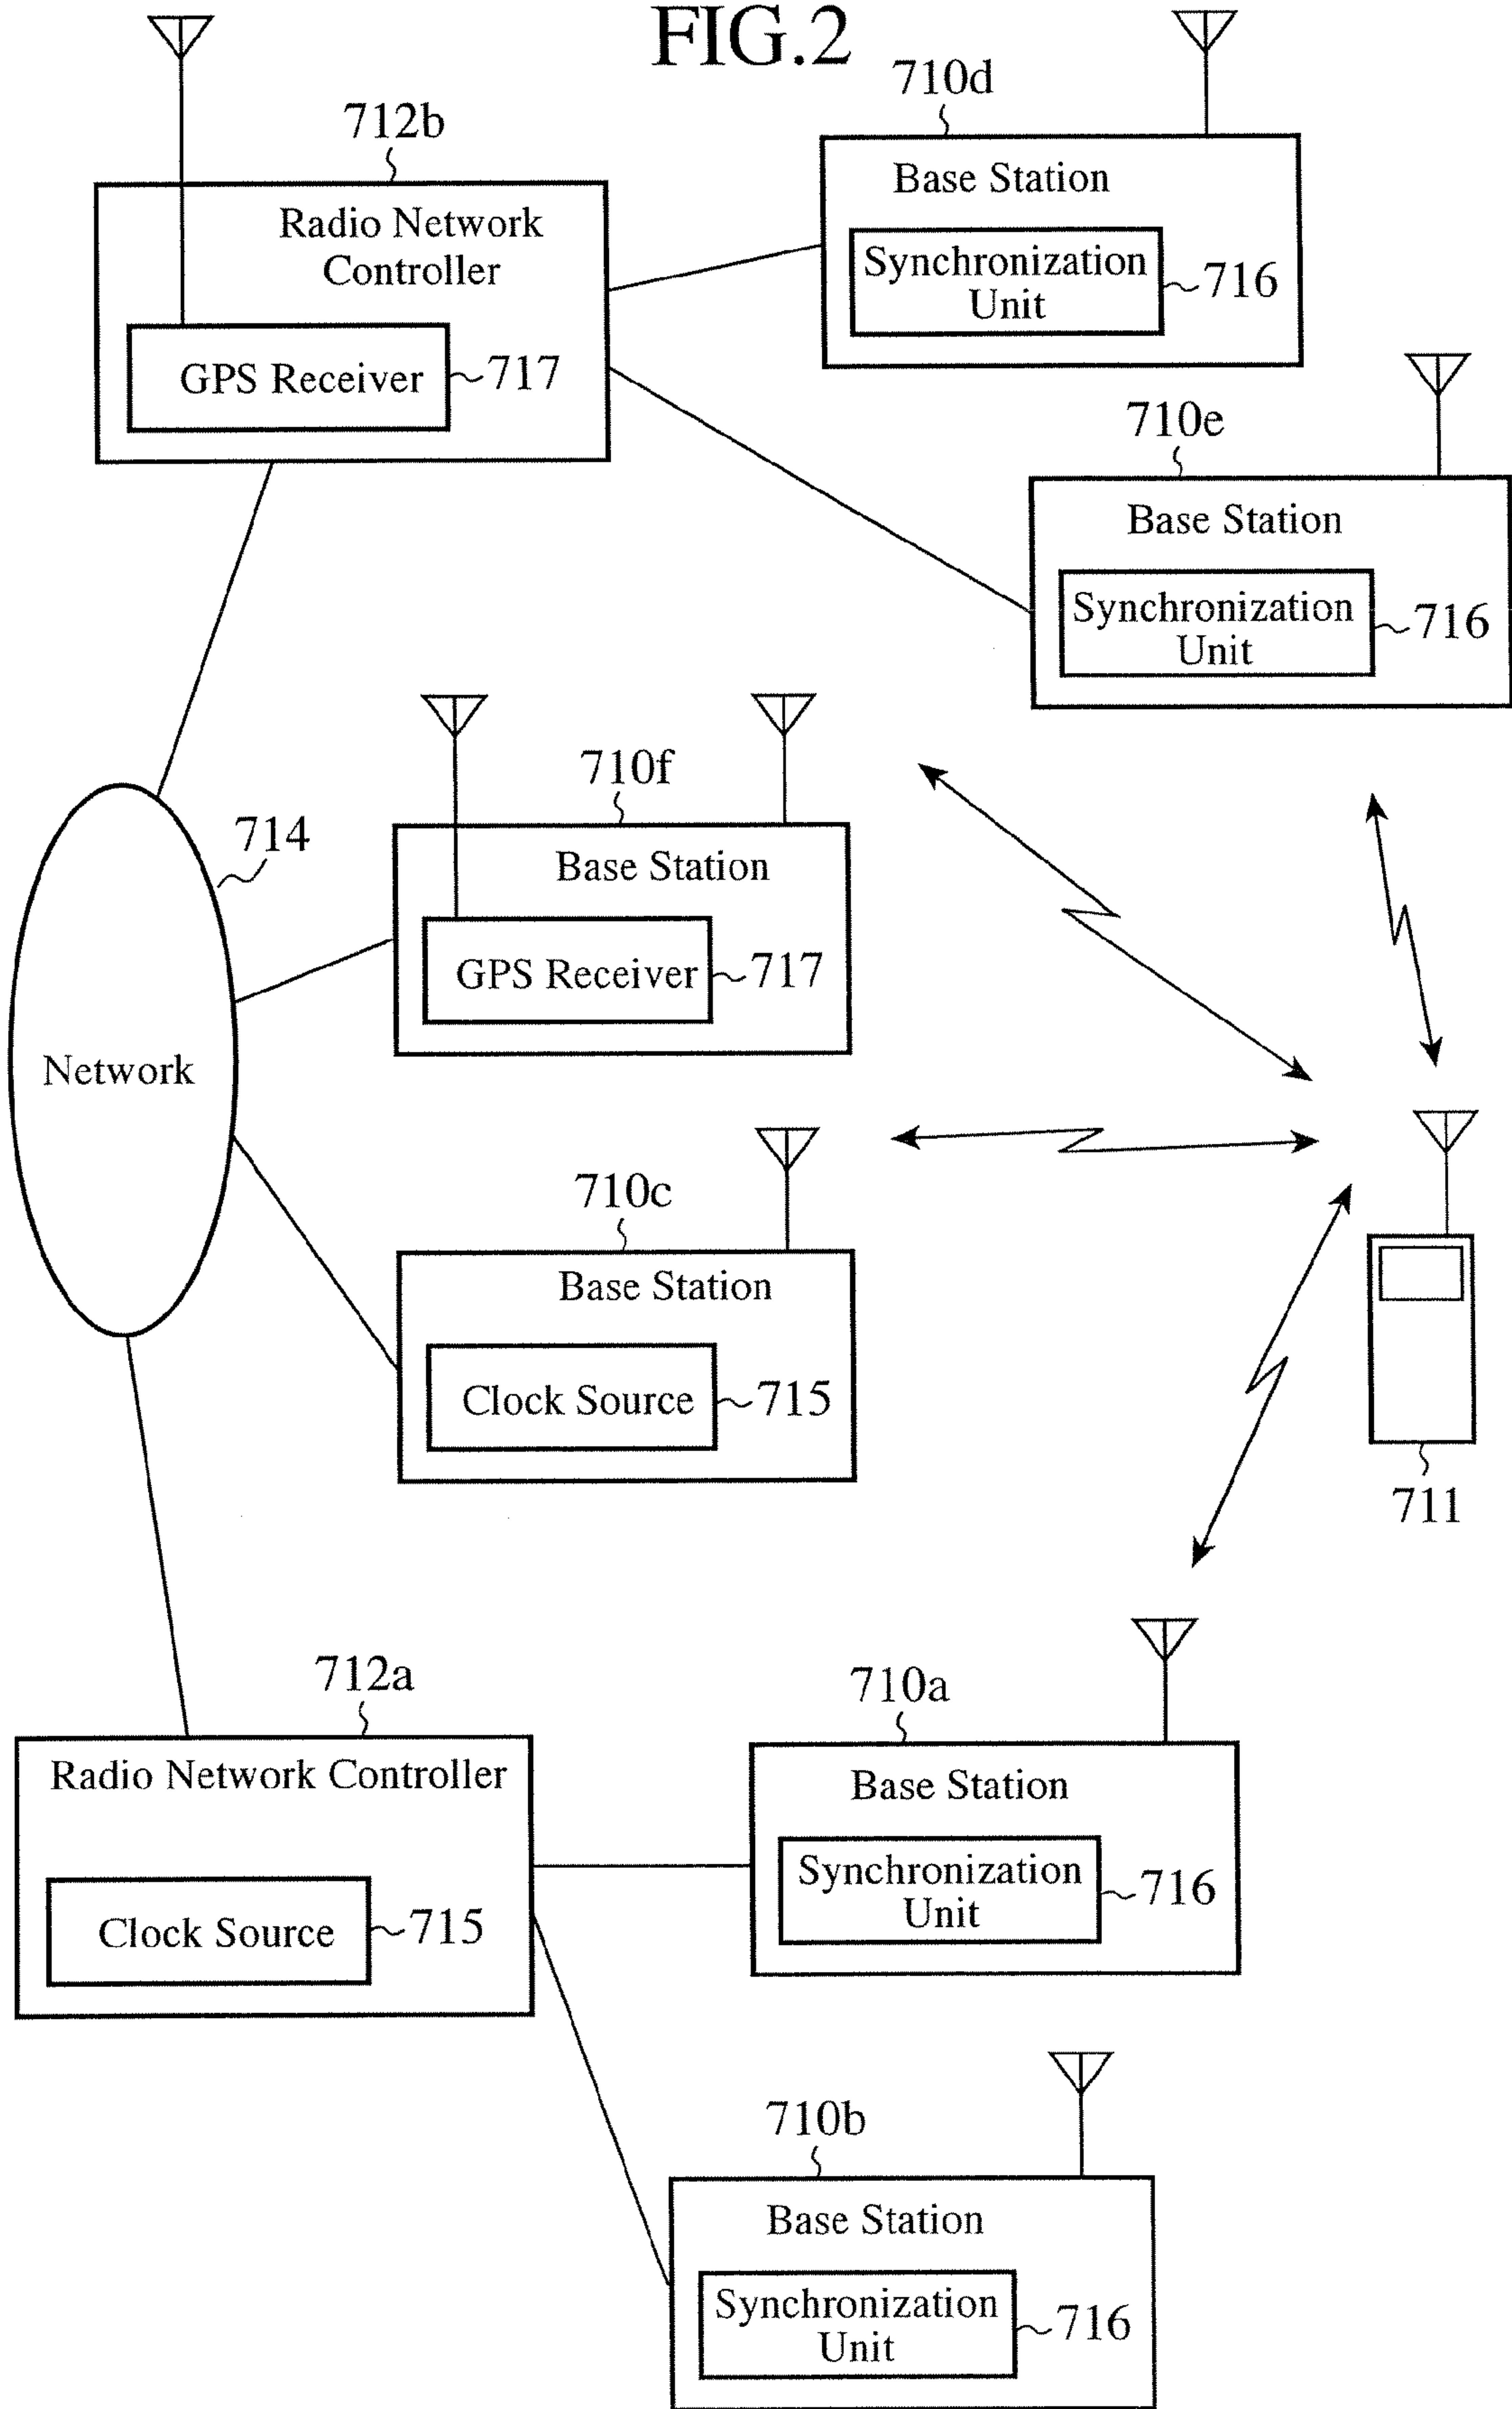 FIG.2
710d
712b
Base Station
Radio Network
Controller
Synchronization
Unit
716
GPS Receiver
717
710e
Base Station
Synchronization
Unit
716
710f
714
Base Station
GPS Receiver
717
Network
710c
Base Station
Clock Source
715
711
712a
710a
Radio Network Controller
Base Station
Synchronization
Unit
716
Clock Source
715
710b
Base Station
Synchronization
Unit
716